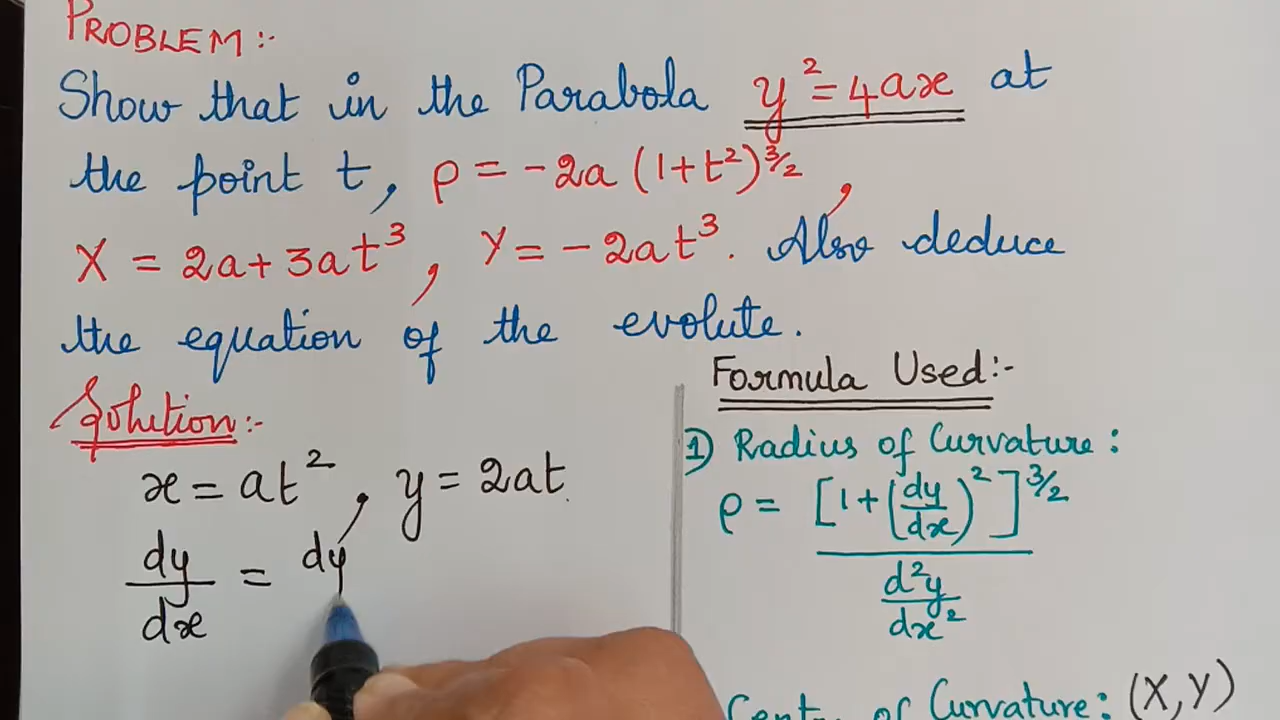 PROBLEM:-
Show that in the Parabola y² = 4ax at
the point t, ρ = -2a (1+t²)^3/2 ,
X = 2a+3at³ , Y = -2at³. Also deduce
the equation of the evolute.
Solution:-
x = at² , y = 2at.
dy/dx = dy
Formula Used:-
1) Radius of Curvature:
ρ = [1+(dy/dx)²]^3/2
d²y/dx²
of Curvature: (X,Y)